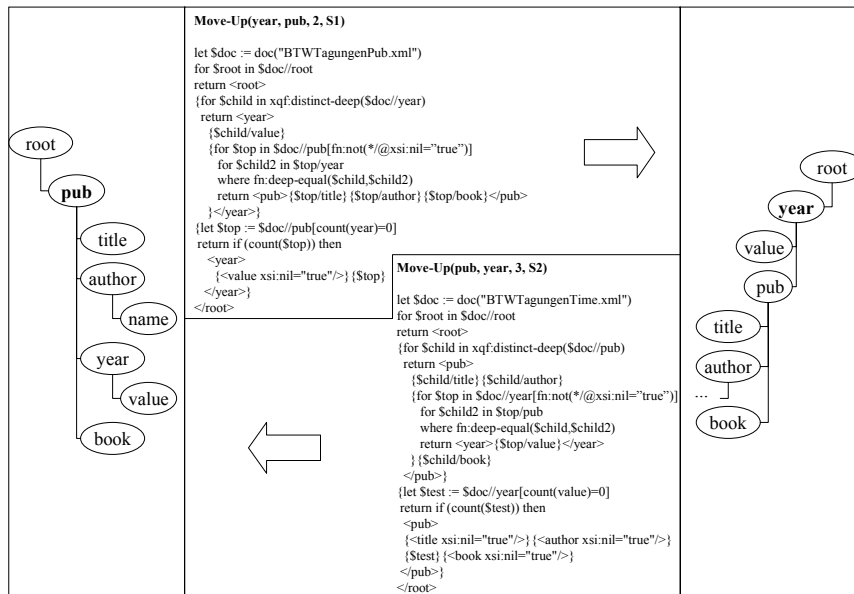 root
pub
title
author
name
year
value
book
Move-Up(year, pub, 2, S1)
let $doc := doc("BTWTagungenPub.xml")
for $root in $doc//root
return <root>
{for $child in xqf:distinct-deep($doc//year)
return <year>
{$child/value}
{for $top in $doc//pub[fn:not(*/@xsi:nil=”true”)]
for $child2 in $top/year
where fn:deep-equal($child,$child2)
return <pub>{$top/title}{$top/author}{$top/book}</pub>
}</year>}
{let $top := $doc//pub[count(year)=0]
return if (count($top)) then
<year>
{<value xsi:nil="true"/>}{$top}
</year>}
</root>
Move-Up(pub, year, 3, S2)
let $doc := doc("BTWTagungenTime.xml")
for $root in $doc//root
return <root>
{for $child in xqf:distinct-deep($doc//pub)
return <pub>
{$child/title}{$child/author}
{for $top in $doc//year[fn:not(*/@xsi:nil=”true”)]
for $child2 in $top/pub
where fn:deep-equal($child,$child2)
return <year>{$top/value}</year>
}{$child/book}
</pub>}
{let $test := $doc//year[count(value)=0]
return if (count($test)) then
<pub>
{<title xsi:nil="true"/>}{<author xsi:nil="true"/>}
{$test}{<book xsi:nil="true"/>}
</pub>}
</root>
root
year
value
pub
title
author
...
book